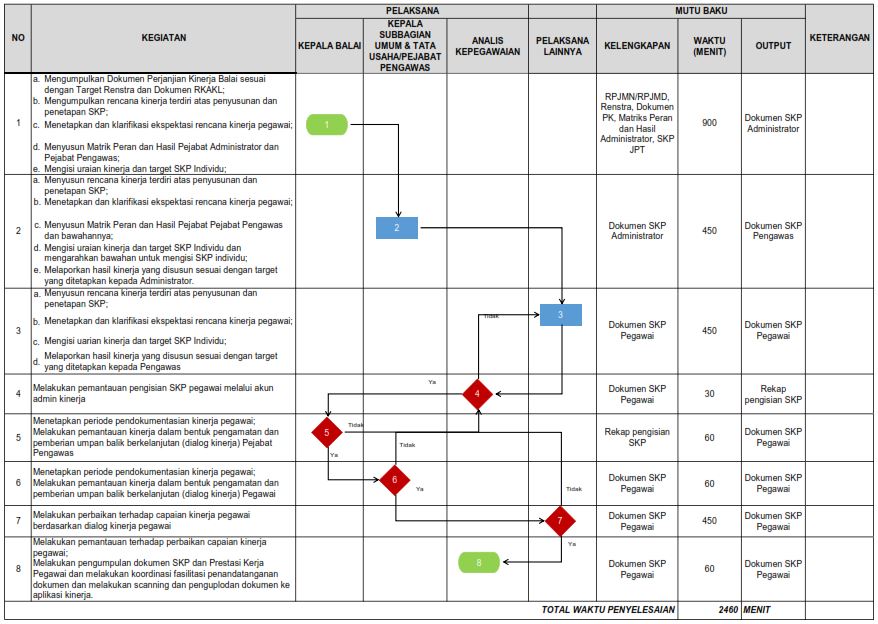 NO
KEGIATAN
PELAKSANA
KEPALA BALAI
KEPALA
SUBBAGIAN
UMUM & TATA
USAHA/PEJABAT
PENGAWAS
ANALIS
KEPEGAWAIAN
PELAKSANA
LAINNYA
MUTU BAKU
KELENGKAPAN
WAKTU
(MENIT)
OUTPUT
KETERANGAN
1
a. Mengumpulkan Dokumen Perjanjian Kinerja Balai sesuai
dengan Target Renstra dan Dokumen RKAKL;
b. Mengumpulkan rencana kinerja terdiri atas penyusunan dan
penetapan SKP;
c. Menetapkan dan klarifikasi ekspektasi rencana kinerja pegawai;
d. Menyusun Matrik Peran dan Hasil Pejabat Administrator dan
Pejabat Pengawas;
e. Mengisi uraian kinerja dan target SKP Individu;
1
RPJMN/RPJMD,
Renstra, Dokumen
PK, Matriks Peran
dan Hasil
Administrator, SKP
JPT
900
Dokumen SKP
Administrator
2
a. Menyusun rencana kinerja terdiri atas penyusunan dan
penetapan SKP;
b. Menetapkan dan klarifikasi ekspektasi rencana kinerja pegawai;
c. Menyusun Matrik Peran dan Hasil Pejabat Pejabat Pengawas
dan bawahannya;
d. Mengisi uraian kinerja dan target SKP Individu dan
mengarahkan bawahan untuk mengisi SKP individu;
e. Melaporkan hasil kinerja yang disusun sesuai dengan target
yang ditetapkan kepada Administrator.
2
Dokumen SKP
Administrator
450
Dokumen SKP
Pengawas
3
a. Menyusun rencana kinerja terdiri atas penyusunan dan
penetapan SKP;
b. Menetapkan dan klarifikasi ekspektasi rencana kinerja pegawai;
c. Mengisi uarian kinerja dan target SKP Individu;
d. Melaporkan hasil kinerja yang disusun sesuai dengan target
yang ditetapkan kepada Pengawas
Tidak
3
Dokumen SKP
Pegawai
450
Dokumen SKP
Pegawai
4
Melakukan pemantauan pengisian SKP pegawai melalui akun
admin kinerja
Ya
4
Dokumen SKP
Pegawai
30
Rekap
pengisian SKP
5
Menetapkan periode pendokumentasian kinerja pegawai;
Melakukan pemantauan kinerja dalam bentuk pengamatan dan
pemberian umpan balik berkelanjutan (dialog kinerja) Pejabat
Pengawas
5
Tidak
Ya
Tidak
Rekap pengisian
SKP
60
Dokumen SKP
Pegawai
6
Menetapkan periode pendokumentasian kinerja pegawai;
Melakukan pemantauan kinerja dalam bentuk pengamatan dan
pemberian umpan balik berkelanjutan (dialog kinerja) Pegawai
6
Ya
Tidak
Dokumen SKP
Pegawai
60
Dokumen SKP
Pegawai
7
Melakukan perbaikan terhadap capaian kinerja pegawai
berdasarkan dialog kinerja pegawai
7
Dokumen SKP
Pegawai
450
Dokumen SKP
Pegawai
8
Melakukan pemantauan terhadap perbaikan capaian kinerja
pegawai;
Melakukan pengumpulan dokumen SKP dan Prestasi Kerja
Pegawai dan melakukan koordinasi fasilitasi penandatanganan
dokumen dan melakukan scanning dan penguplodan dokumen ke
aplikasi kinerja.
Ya
8
Dokumen SKP
Pegawai
60
Dokumen SKP
Pegawai
TOTAL WAKTU PENYELESAIAN 2460 MENIT